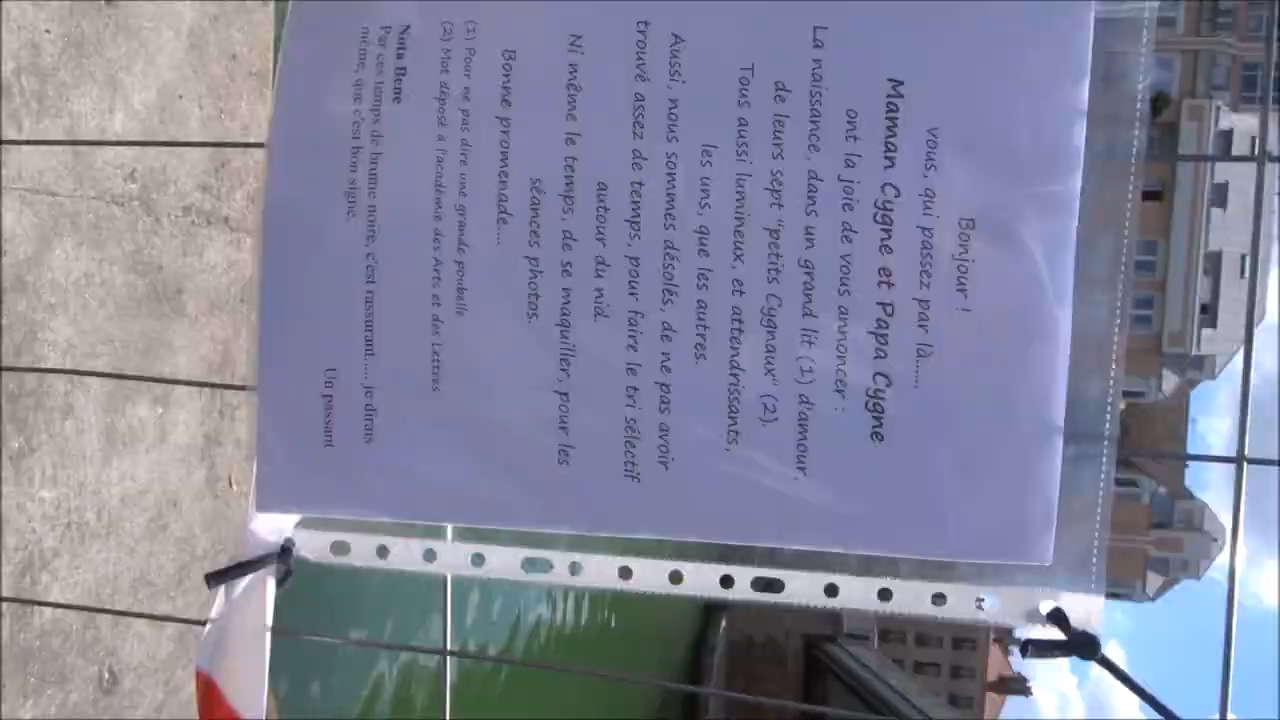 Bonjour !
vous, qui passez par là......
Maman Cygne et Papa Cygne
ont la joie de vous annoncer :
La naissance, dans un grand lit (1) d'amour,
de leurs sept "petits Cygnaux" (2).
Tous aussi lumineux, et attendrissants,
les uns, que les autres.
Aussi, nous sommes désolés, de ne pas avoir
trouvé assez de temps, pour faire le tri sélectif
autour du nid.
Ni même le temps, de se maquiller, pour les
séances photos.
Bonne promenade....
(1) Pour ne pas dire une grande poubelle
(2) Mot déposé à l'académie des Arts et des Lettres
Nota Bene
Par ces temps de brume noire, c'est rassurant.... je dirais
même, que c'est bon signe.
Un passant